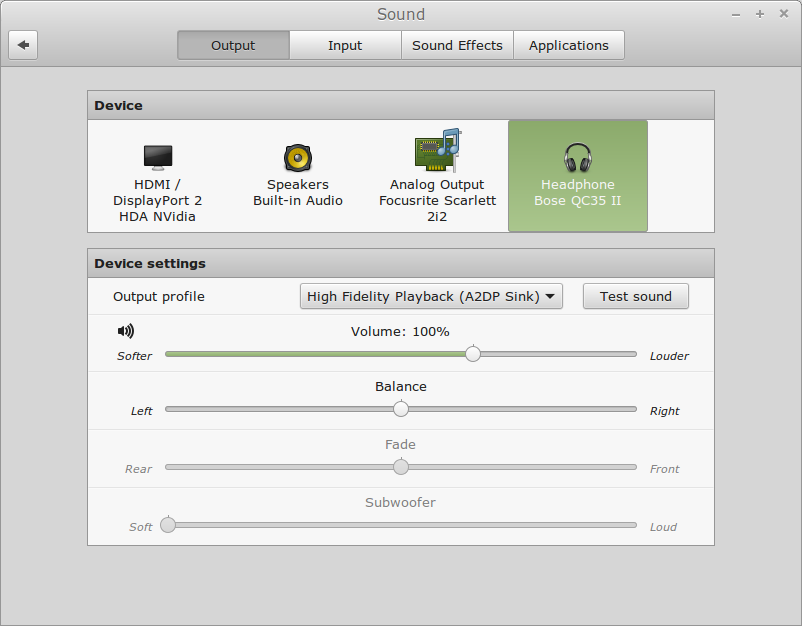 Sound
Output
Input
Sound Effects
Applications
Device
HDMI /
DisplayPort 2
HDA NVidia
Speakers
Built-in Audio
Analog Output
Focusrite Scarlett
2i2
Headphone
Bose QC35 II
Device settings
Output profile
High Fidelity Playback (A2DP Sink)
Test sound
Volume: 100%
Softer
Louder
Balance
Left
Right
Fade
Rear
Front
Subwoofer
Soft
Loud